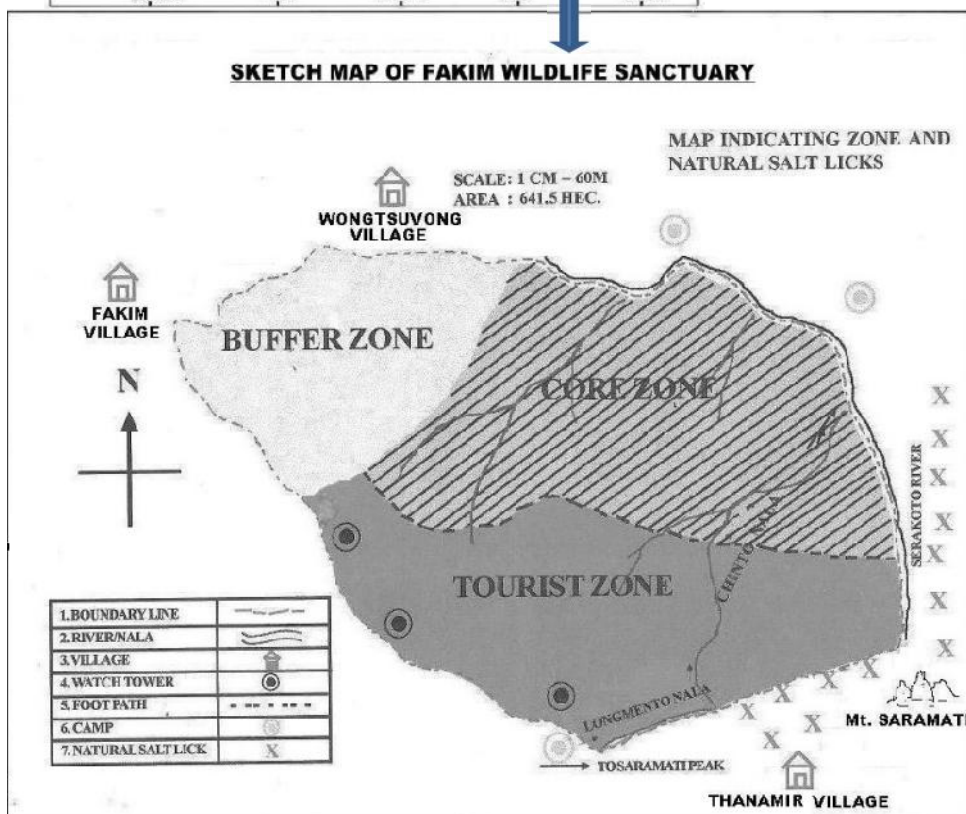 SKETCH MAP OF FAKIM WILDLIFE SANCTUARY
MAP INDICATING ZONE AND
NATURAL SALT LICKS
SCALE: 1 CM – 60M
AREA : 641.5 HEC.
WONGTSUVONG
VILLAGE
FAKIM
VILLAGE
N
BUFFER ZONE
CORE ZONE
TOURIST ZONE
CHINTO NALA
SERAKOTO RIVER
LONGMENTO NALA
X
X
X
X
X
X
X
X
X
X
X
X
X
X
Mt. SARAMATI
TOSARAMATI PEAK
THANAMIR VILLAGE
1.BOUNDARY LINE
2.RIVER/NALA
3.VILLAGE
4.WATCH TOWER
5.FOOT PATH
6.CAMP
7.NATURAL SALT LICK X